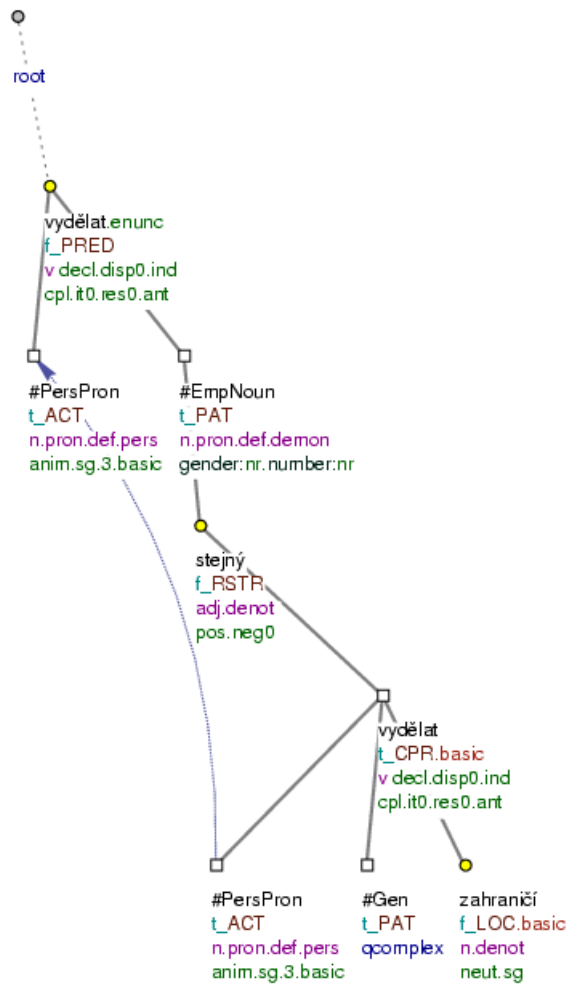 root
vydělat.enunc
f_PRED
v decl.disp0.ind
cpl.it0.res0.ant
#PersPron
t_ACT
n.pron.def.pers
anim.sg.3.basic
#EmpNoun
t_PAT
n.pron.def.demon
gender:nr.number:nr
stejný
f_RSTR
adj.denot
pos.neg0
vydělat
t_CPR.basic
v decl.disp0.ind
cpl.it0.res0.ant
#PersPron
t_ACT
n.pron.def.pers
anim.sg.3.basic
#Gen
t_PAT
qcomplex
zahraničí
f_LOC.basic
n.denot
neut.sg